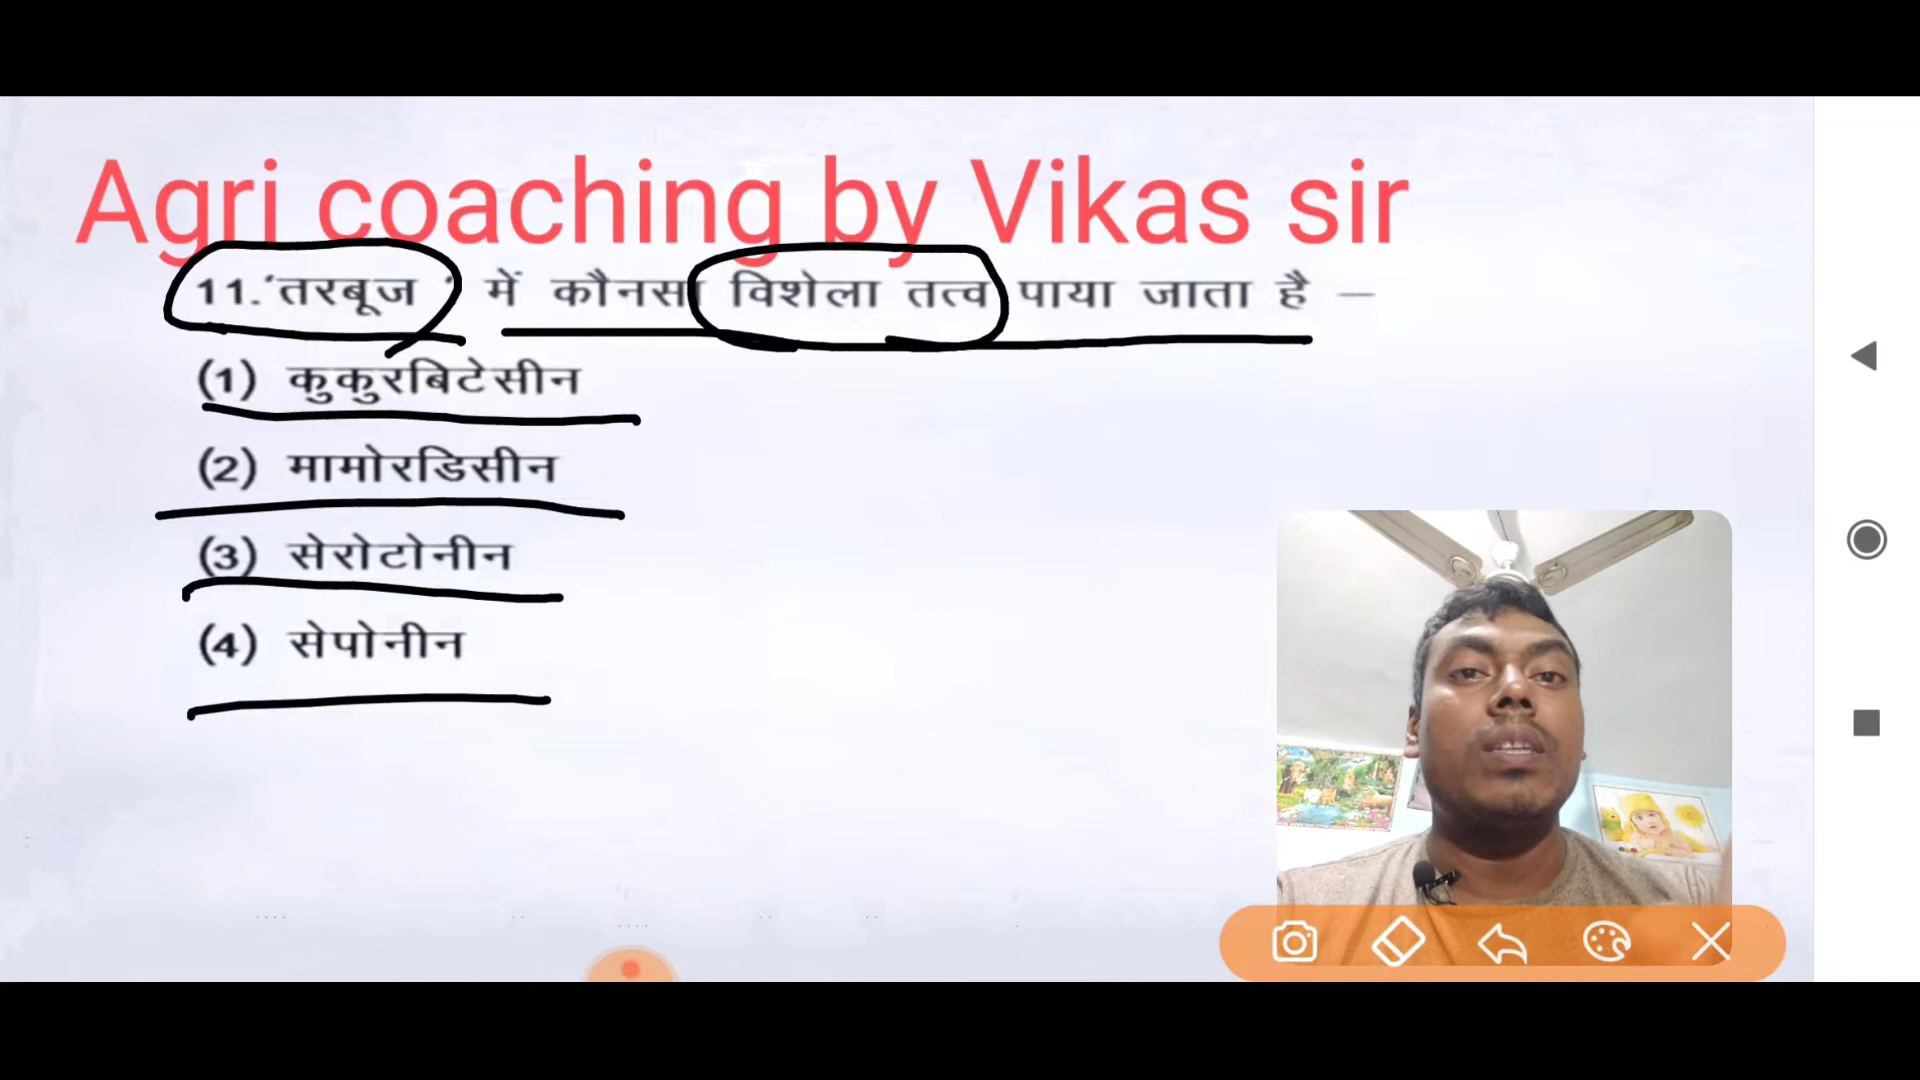 Agri coaching by Vikas sir
11.‘तरबूज ’ में कौनसा विशेला तत्व पाया जाता है –
(1) कुकुरबिटेसीन
(2) मामोरडिसीन
(3) सेरोटोनीन
(4) सेपोनीन